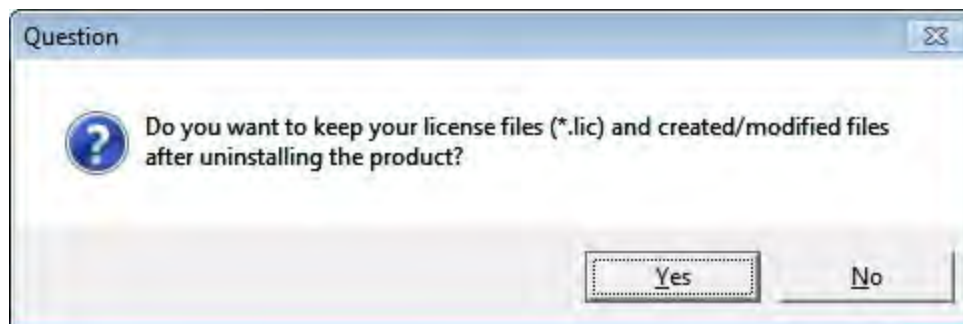 Question
Do you want to keep your license files (*.lic) and created/modified files
after uninstalling the product?
Yes
No